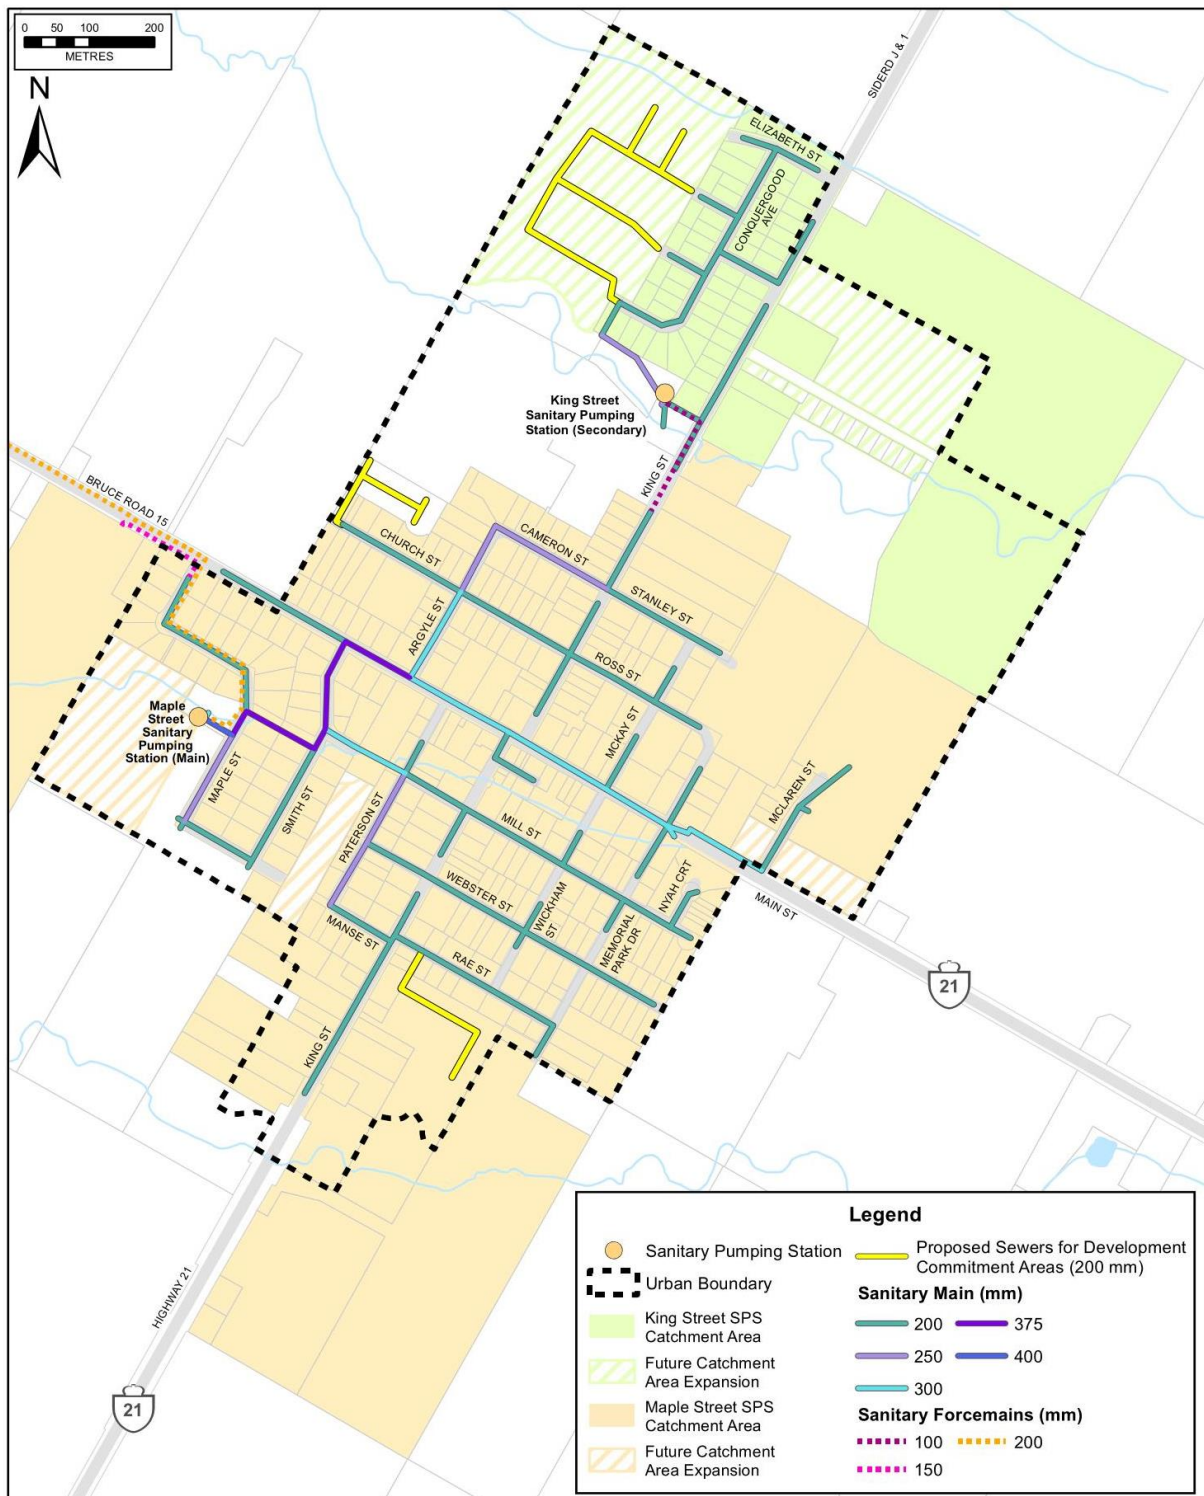 0 50 100 200
METRES
N
SIDERD J & 1
ELIZABETH ST
CONQUERGOOD
AVE
King Street
Sanitary Pumping
Station (Secondary)
KING ST
BRUCE ROAD 15
CHURCH ST
CAMERON ST
STANLEY ST
ARGYLE ST
ROSS ST
MCKAY ST
Maple
Street
Sanitary
Pumping
Station (Main)
MAPLE ST
SMITH ST
PATERSON ST
MILL ST
MCLAREN ST
WEBSTER ST
WICKHAM
ST
NYAH CRT
MAIN ST
MANSE ST
RAE ST
MEMORIAL
PARK DR
21
KING ST
HIGHWAY 21
21
Legend
Sanitary Pumping Station
Urban Boundary
King Street SPS
Catchment Area
Future Catchment
Area Expansion
Maple Street SPS
Catchment Area
Future Catchment
Area Expansion
Proposed Sewers for Development
Commitment Areas (200 mm)
Sanitary Main (mm)
200 375
250 400
300
Sanitary Forcemains (mm)
100 200
150